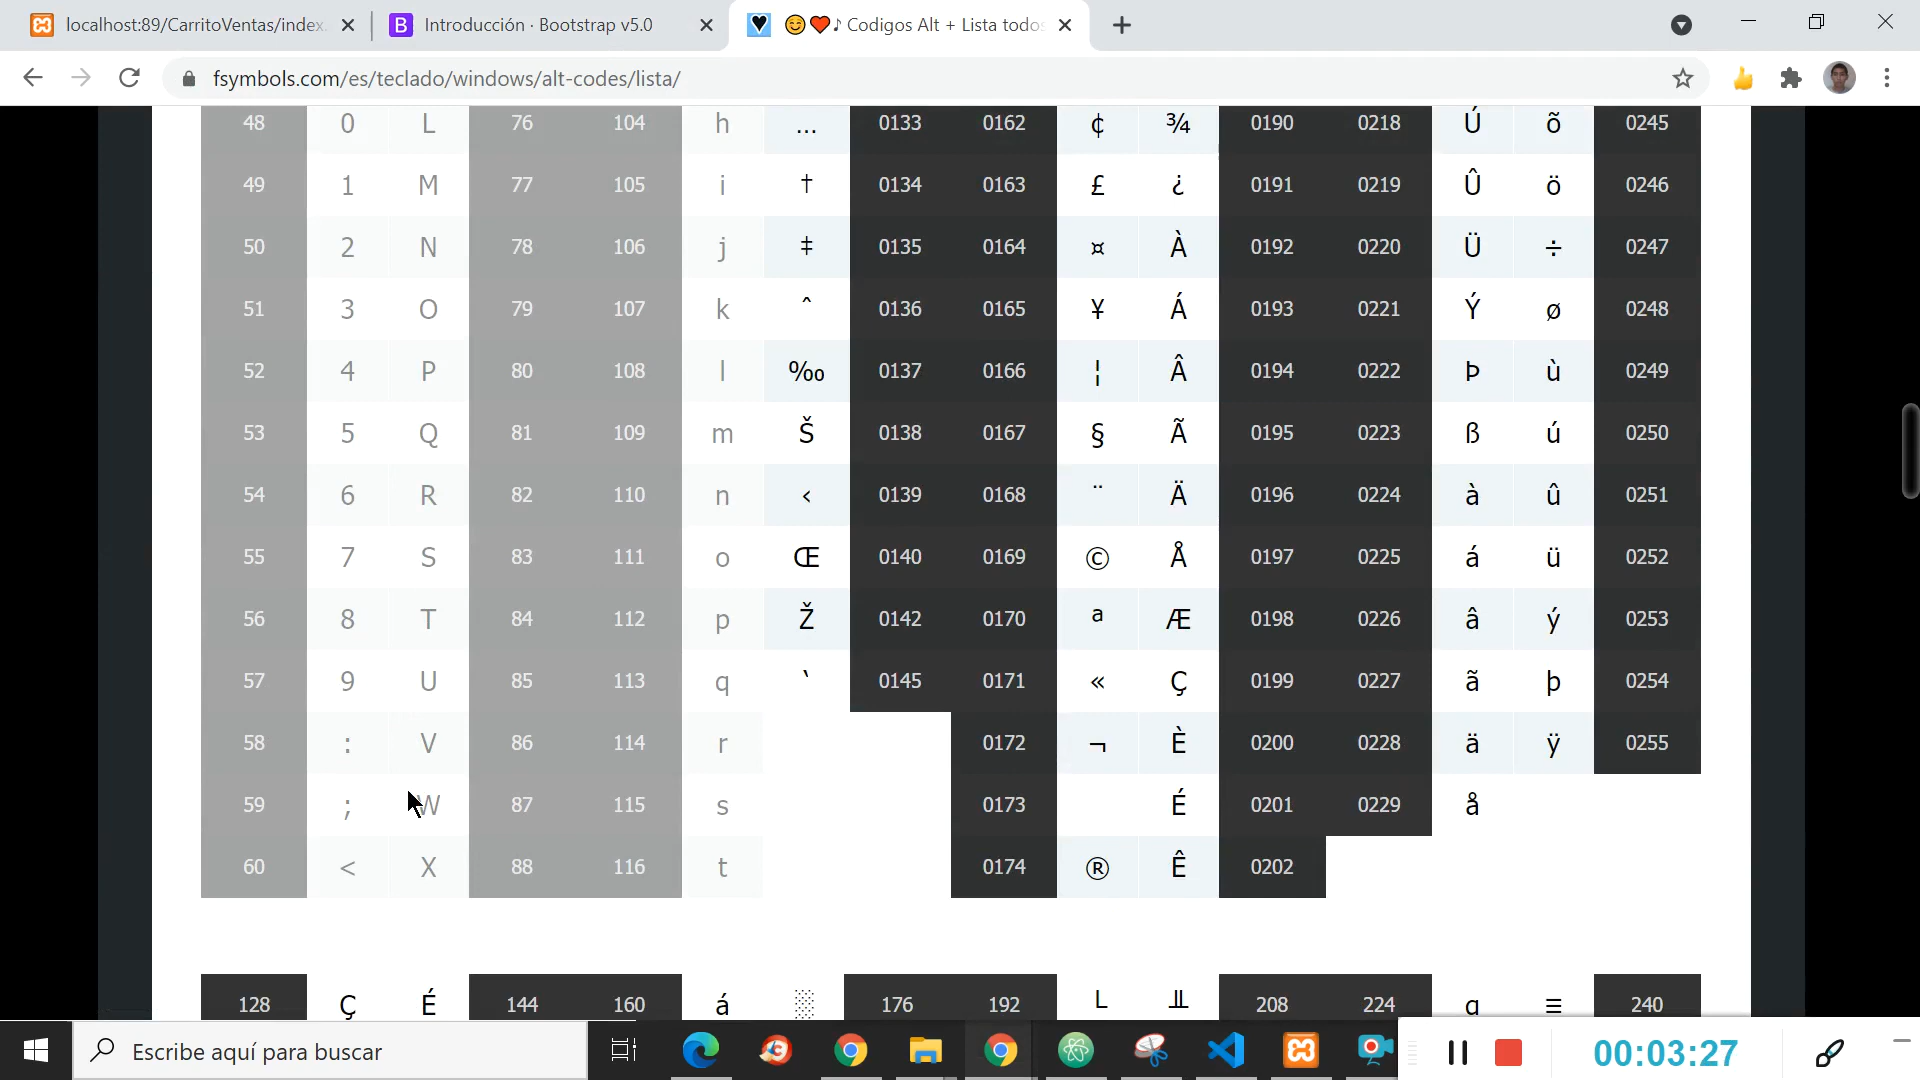 localhost:89/CarritoVentas/index.
Introducción · Bootstrap v5.0
😊❤♪ Codigos Alt + Lista todos
fsymbols.com/es/teclado/windows/alt-codes/lista/
48 0 L 76 104 h … 0133 0162 ¢ ¾ 0190 0218 Ú õ 0245
49 1 M 77 105 i † 0134 0163 £ ¿ 0191 0219 Û ö 0246
50 2 N 78 106 j ‡ 0135 0164 ¤ À 0192 0220 Ü ÷ 0247
51 3 O 79 107 k ˆ 0136 0165 ¥ Á 0193 0221 Ý ø 0248
52 4 P 80 108 l ‰ 0137 0166 ¦ Â 0194 0222 Þ ù 0249
53 5 Q 81 109 m Š 0138 0167 § Ã 0195 0223 ß ú 0250
54 6 R 82 110 n ‹ 0139 0168 ¨ Ä 0196 0224 à û 0251
55 7 S 83 111 o Œ 0140 0169 © Å 0197 0225 á ü 0252
56 8 T 84 112 p Ž 0142 0170 ª Æ 0198 0226 â ý 0253
57 9 U 85 113 q ‘ 0145 0171 « Ç 0199 0227 ã þ 0254
58 : V 86 114 r 0172 ¬ È 0200 0228 ä ÿ 0255
59 ; W 87 115 s 0173 É 0201 0229 å
60 < X 88 116 t 0174 ® Ê 0202
128 Ç É 144 160 á ░ 176 192 └ ╨ 208 224 α ≡ 240
Escribe aquí para buscar
00:03:27